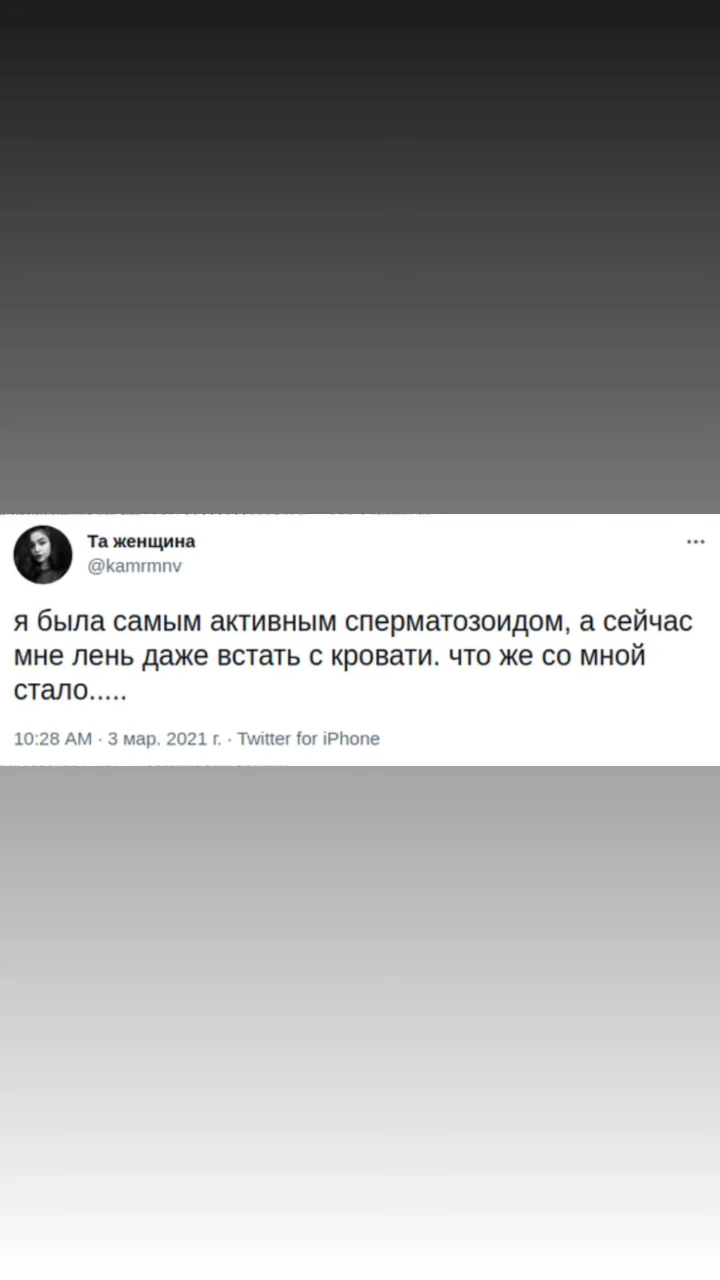 Та женщина
@kamrmnv
я была самым активным сперматозоидом, а сейчас
мне лень даже встать с кровати. что же со мной
стало.....
10:28 AM · 3 мар. 2021 г. · Twitter for iPhone